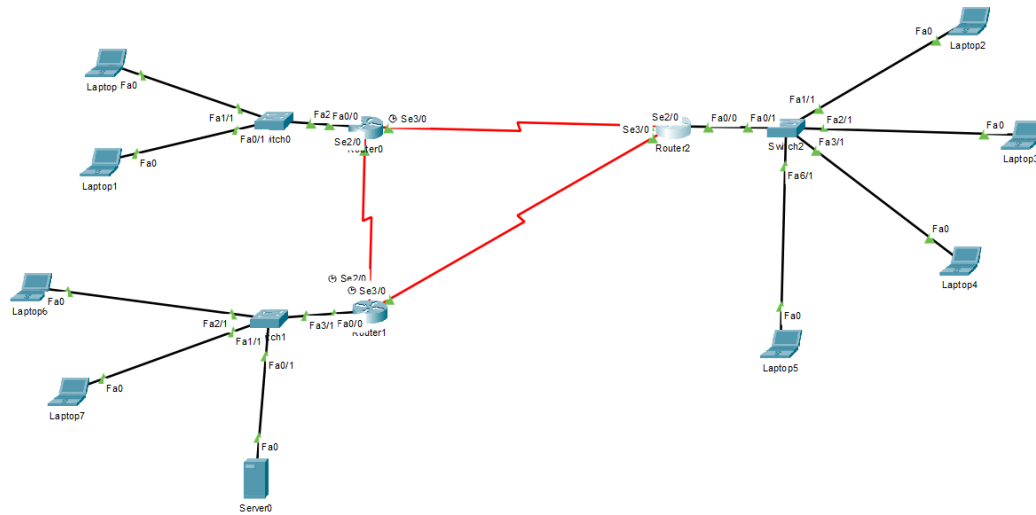 Fa0
Laptop2
Laptop
Fa0
Fa1/1
Fa2
Fa0/0
Se3/0
Fa0/1
itch0
Se2/0
Router0
Fa0
Laptop1
Se2/0
Se3/0
Router2
Fa0/0
Fa0/1
Fa1/1
Fa2/1
Switch2
Fa3/1
Fa6/1
Fa0
Laptop3
Fa0
Laptop4
Fa0
Laptop5
Se2/0
Se3/0
Fa0
Laptop6
Fa2/1
Fa1/1
tch1
Fa3/1
Fa0/0
Router1
Fa0/1
Fa0
Laptop7
Fa0
Server0